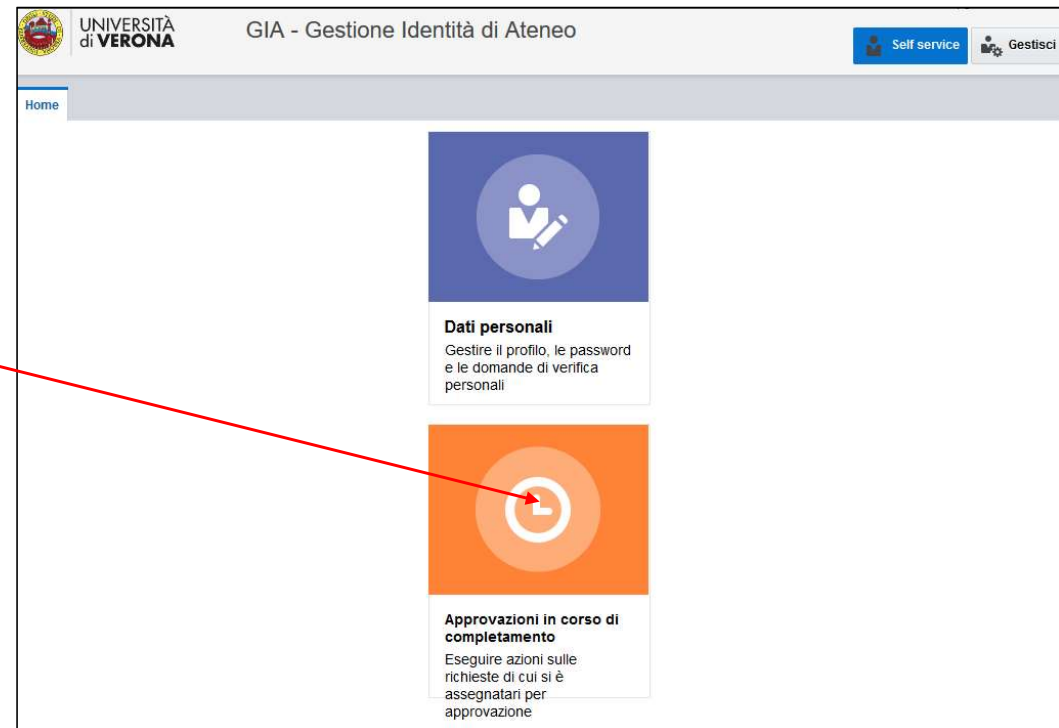 UNIVERSITÀ
di VERONA
GIA - Gestione Identità di Ateneo
Self service
Gestisci
Home
Dati personali
Gestire il profilo, le password
e le domande di verifica
personali
Approvazioni in corso di
completamento
Eseguire azioni sulle
richieste di cui si è
assegnatari per
approvazione